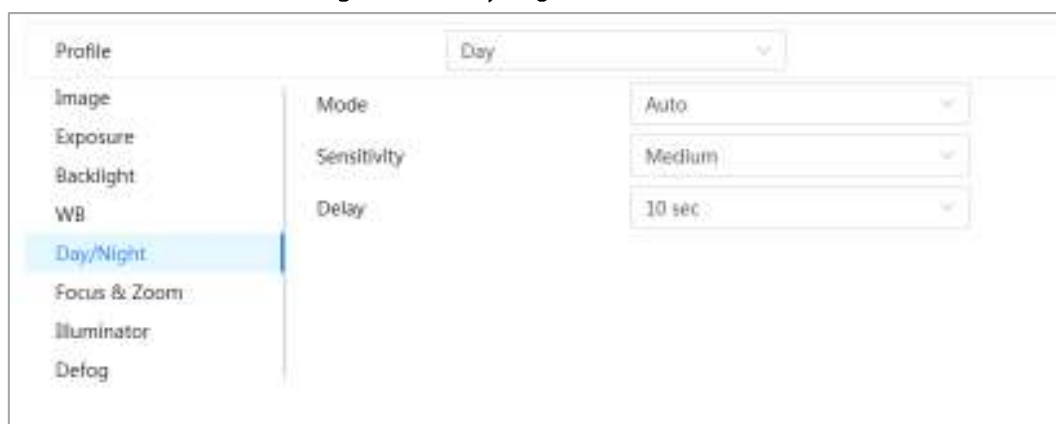 Profile Day
Image
Exposure
Backlight
WB
Day/Night
Focus & Zoom
Illuminator
Defog
Mode Auto
Sensitivity Medium
Delay 10 sec